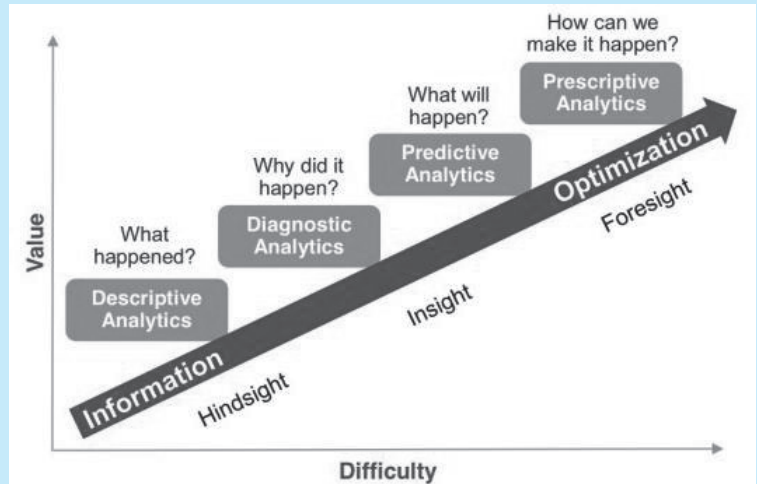 How can we
make it happen?
Prescriptive
Analytics
What will
happen?
Predictive
Analytics
Why did it
happen?
Diagnostic
Analytics
What
happened?
Descriptive
Analytics
Information
Optimization
Hindsight
Insight
Foresight
Value
Difficulty